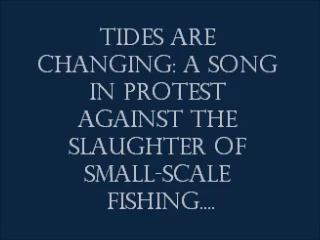 TIDES ARE
CHANGING: A SONG
IN PROTEST
AGAINST THE
SLAUGHTER OF
SMALL-SCALE
FISHING....